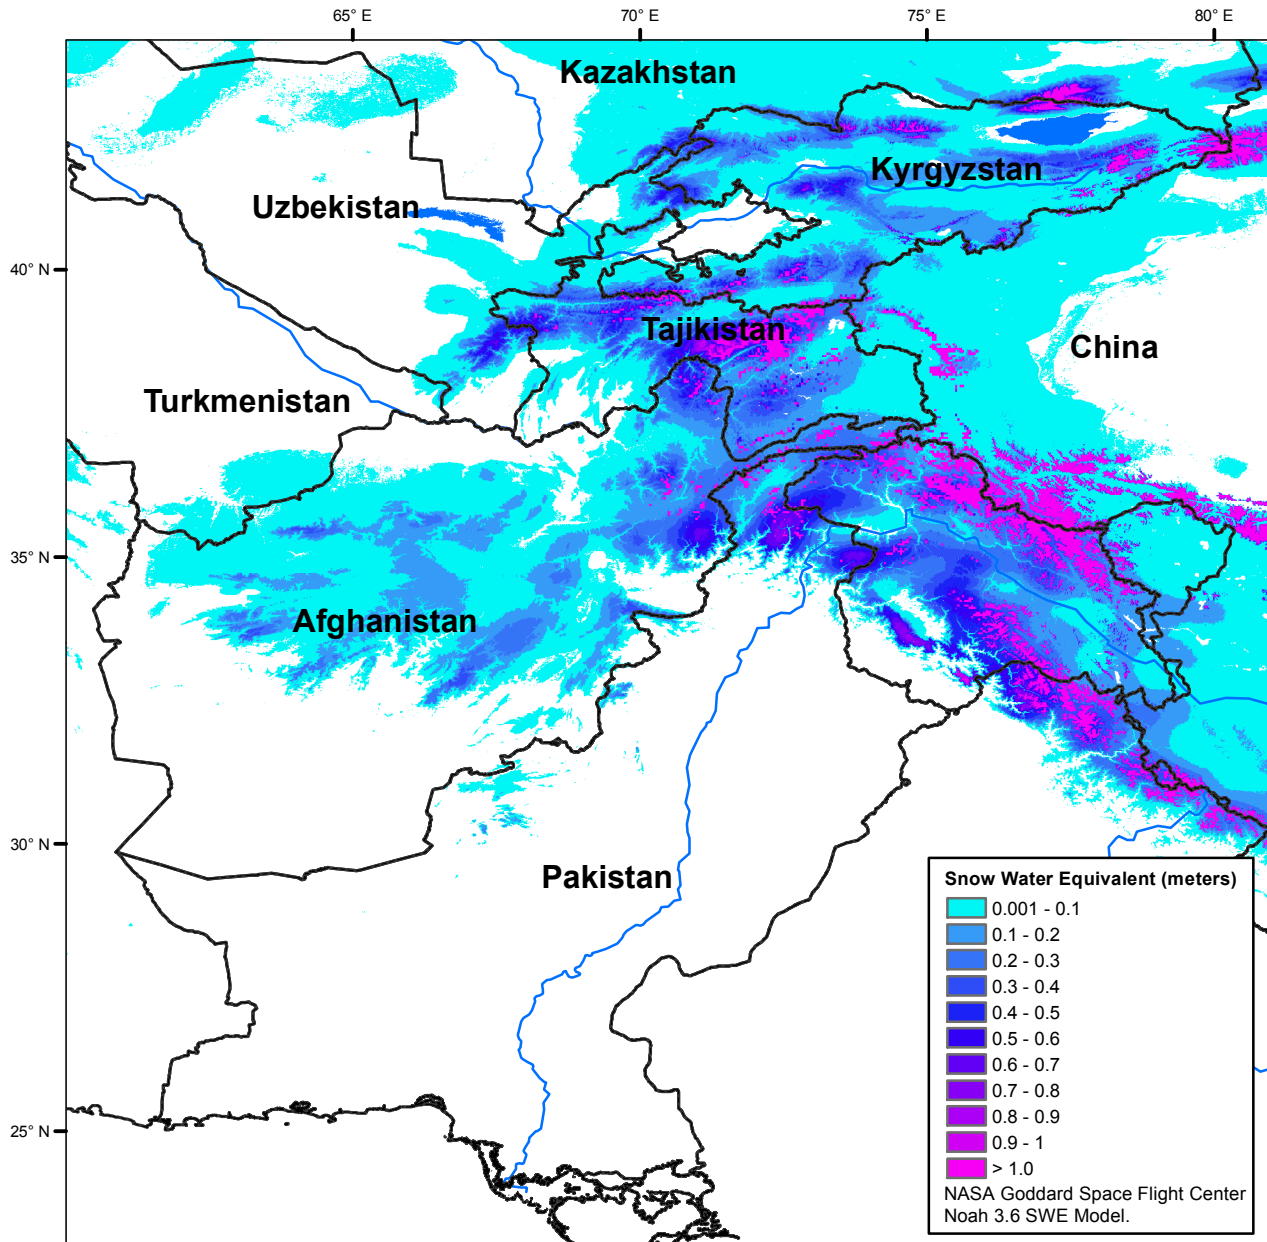 65° E
70° E
75° E
80° E
Kazakhstan
Kyrgyzstan
Uzbekistan
40° N
Tajikistan
China
Turkmenistan
35° N
Afghanistan
30° N
Pakistan
25° N
Snow Water Equivalent (meters)
0.001 - 0.1
0.1 - 0.2
0.2 - 0.3
0.3 - 0.4
0.4 - 0.5
0.5 - 0.6
0.6 - 0.7
0.7 - 0.8
0.8 - 0.9
0.9 - 1
> 1.0
NASA Goddard Space Flight Center
Noah 3.6 SWE Model.